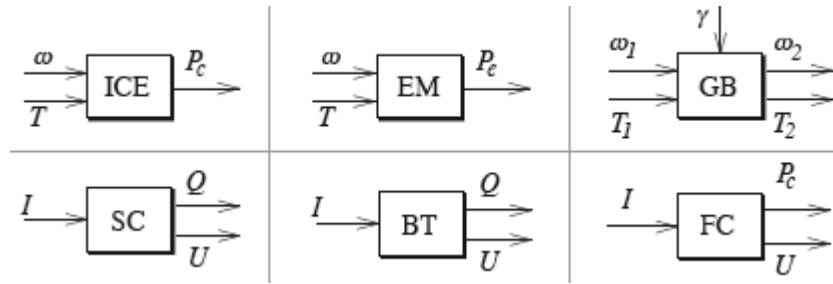 ω
T
ICE
P_c
ω
T
EM
P_e
γ
ω_1
T_1
GB
ω_2
T_2
I
SC
Q
U
I
BT
Q
U
I
FC
P_c
U